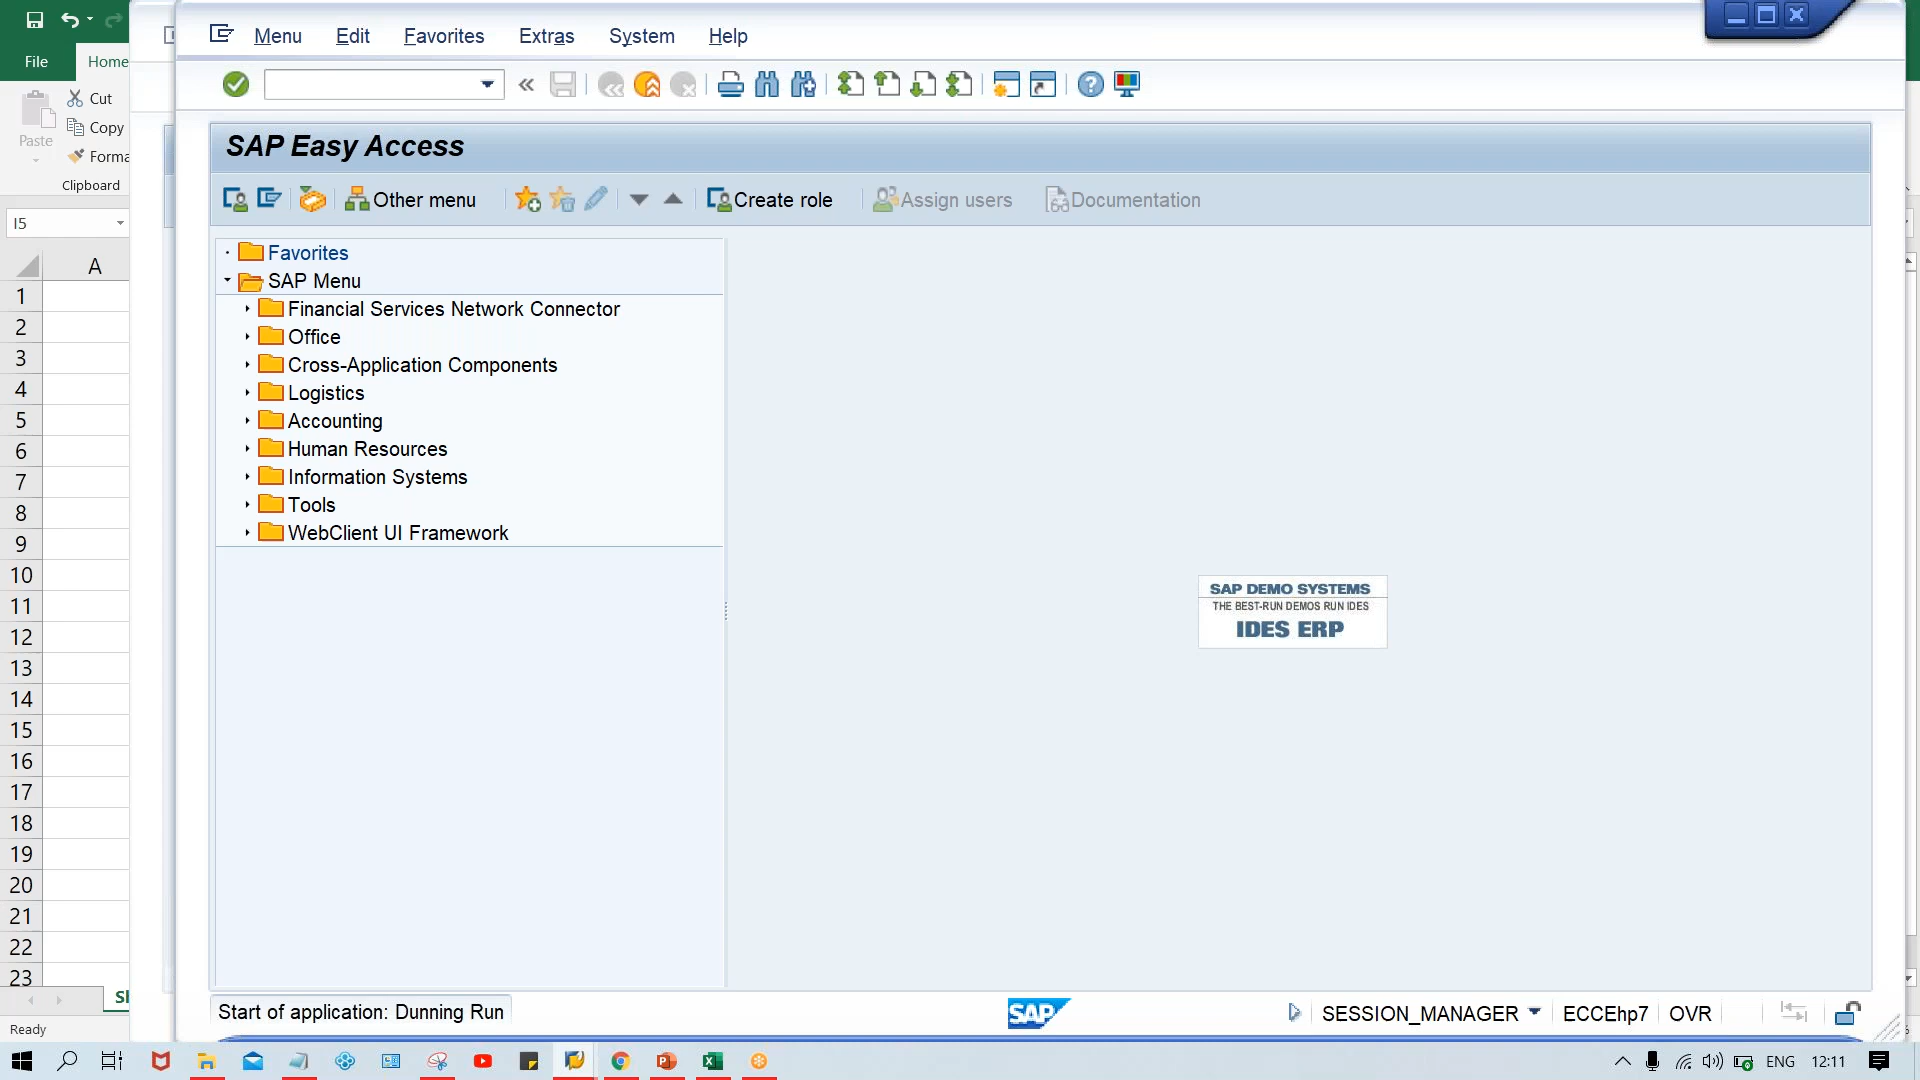 File
Home
Cut
Paste
Copy
Forma
Clipboard
I5
A
1
2
3
4
5
6
7
8
9
10
11
12
13
14
15
16
17
18
19
20
21
22
23
Ready
Menu Edit Favorites Extras System Help
SAP Easy Access
Other menu Create role Assign users Documentation
Favorites
SAP Menu
Financial Services Network Connector
Office
Cross-Application Components
Logistics
Accounting
Human Resources
Information Systems
Tools
WebClient UI Framework
SAP DEMO SYSTEMS
THE BEST-RUN DEMOS RUN IDES
IDES ERP
Start of application: Dunning Run
SAP
SESSION_MANAGER ECCEhp7 OVR
ENG 12:11